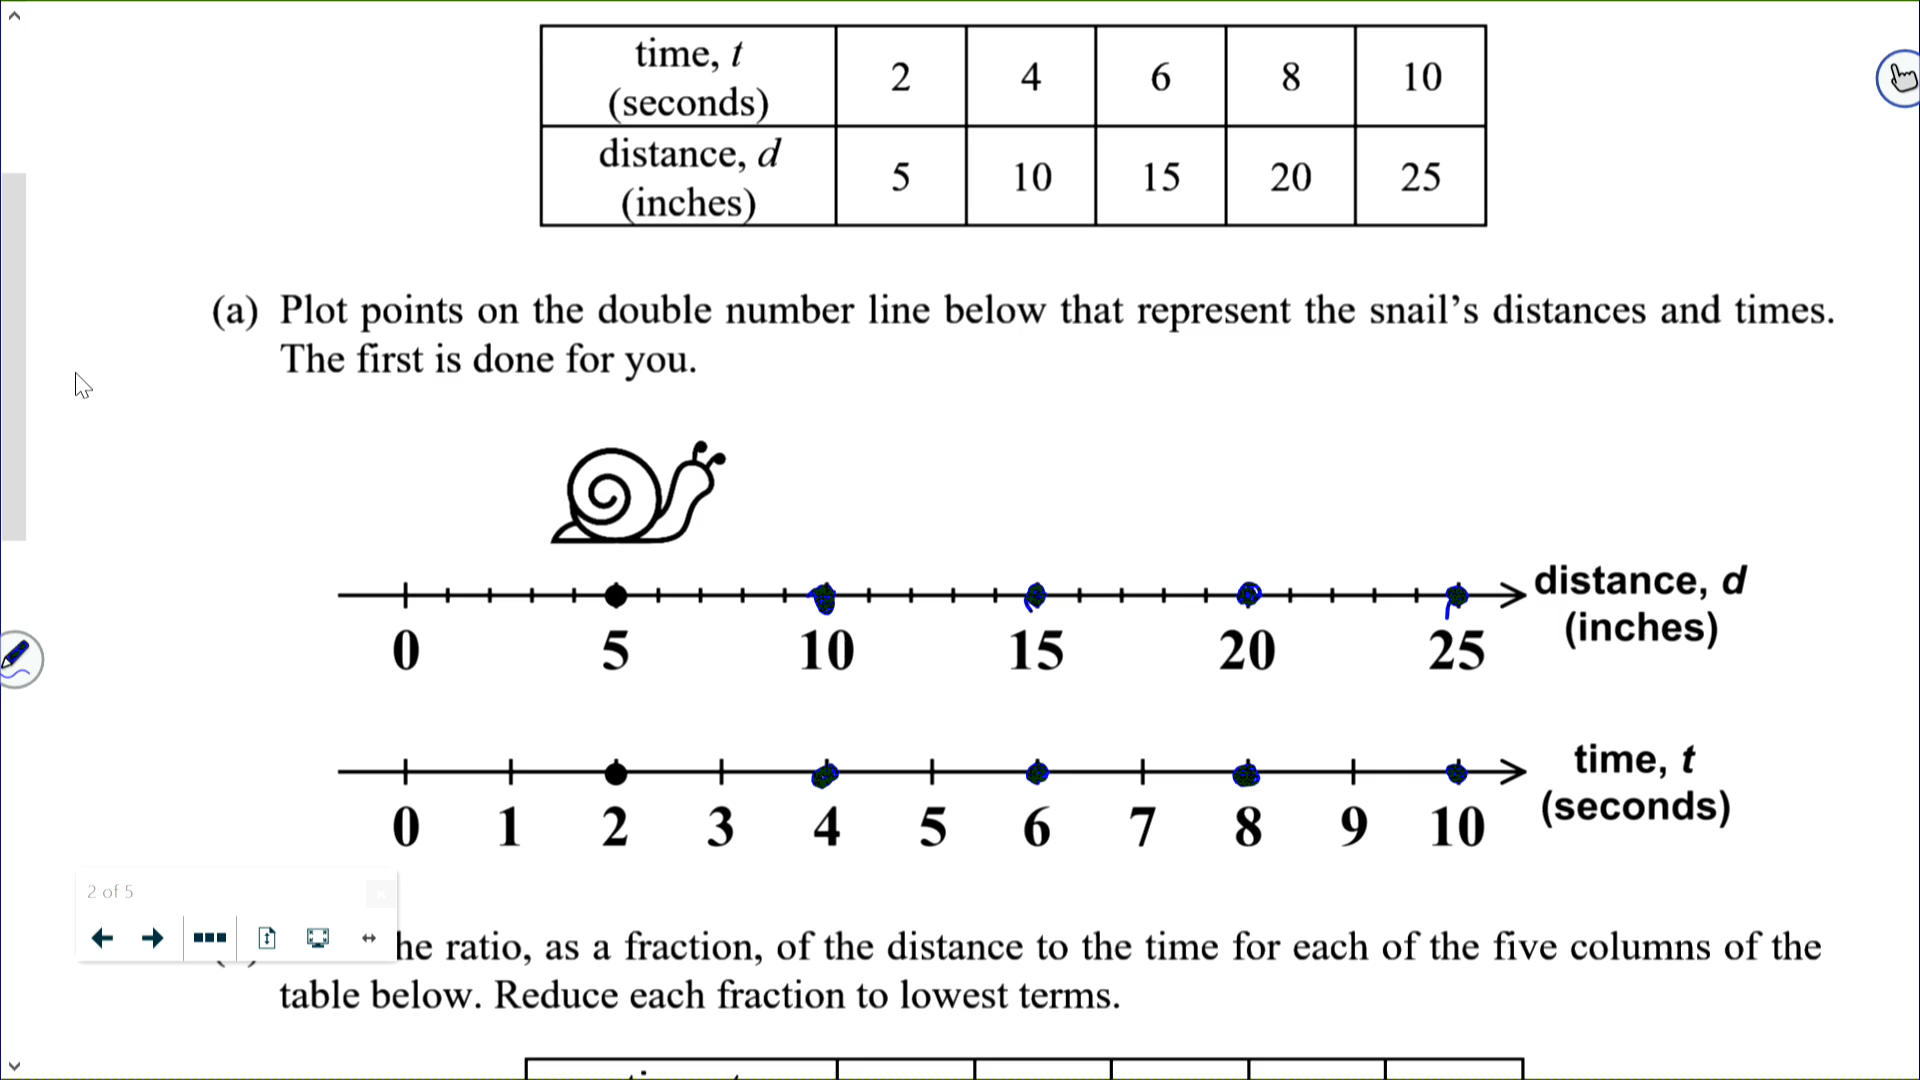 time, t
(seconds) 2 4 6 8 10
distance, d
(inches) 5 10 15 20 25
(a) Plot points on the double number line below that represent the snail’s distances and times.
The first is done for you.
distance, d
(inches)
0 5 10 15 20 25
time, t
(seconds)
0 1 2 3 4 5 6 7 8 9 10
2 of 5
he ratio, as a fraction, of the distance to the time for each of the five columns of the
table below. Reduce each fraction to lowest terms.